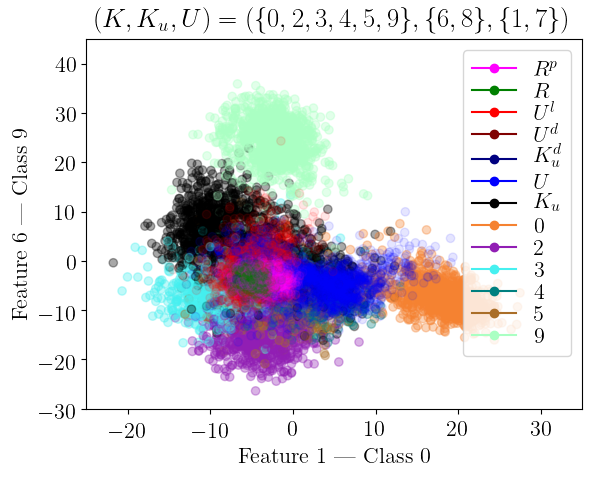 (K, K_u, U) = ({0, 2, 3, 4, 5, 9}, {6, 8}, {1, 7})
40
30
20
10
0
−10
−20
−30
Feature 6 — Class 9
R^p
R
U^l
U^d
K_u^d
U
K_u
0
2
3
4
5
9
−20 −10 0 10 20 30
Feature 1 — Class 0